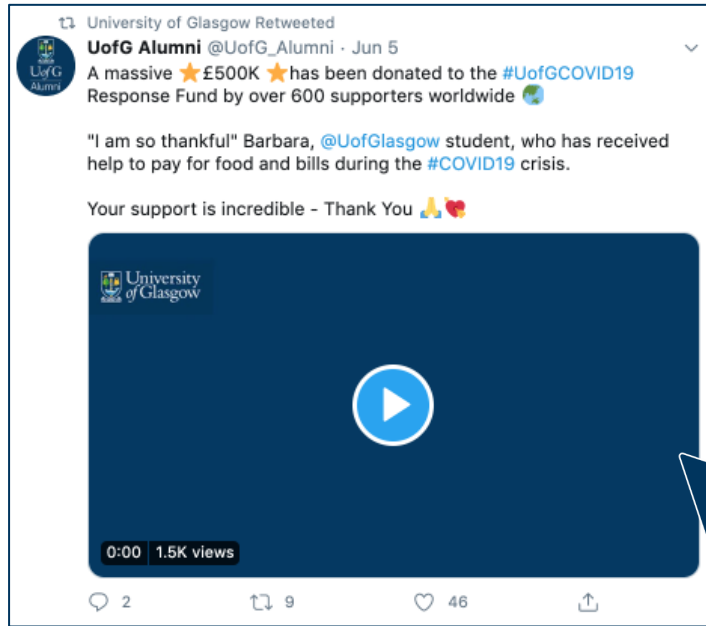 University of Glasgow Retweeted
UofG Alumni @UofG_Alumni · Jun 5
A massive ⭐£500K ⭐has been donated to the #UofGCOVID19
Response Fund by over 600 supporters worldwide 🌏
"I am so thankful" Barbara, @UofGlasgow student, who has received
help to pay for food and bills during the #COVID19 crisis.
Your support is incredible - Thank You 🙏💘
UofG
Alumni
University
of Glasgow
0:00 1.5K views
2 9 46